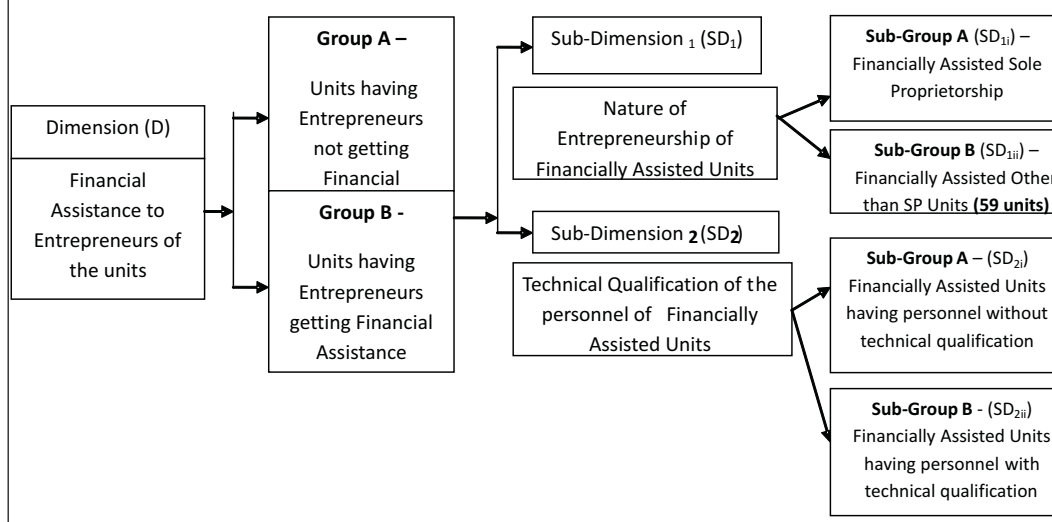 Dimension (D)
Financial
Assistance to
Entrepreneurs of
the units
Group A –
Units having
Entrepreneurs
not getting
Financial
Group B -
Units having
Entrepreneurs
getting Financial
Assistance
Sub-Dimension 1 (SD1)
Nature of
Entrepreneurship of
Financially Assisted Units
Sub-Dimension 2 (SD2)
Technical Qualification of the
personnel of Financially
Assisted Units
Sub-Group A (SD1i) –
Financially Assisted Sole
Proprietorship
Sub-Group B (SD1ii) –
Financially Assisted Other
than SP Units (59 units)
Sub-Group A – (SD2i)
Financially Assisted Units
having personnel without
technical qualification
Sub-Group B - (SD2ii)
Financially Assisted Units
having personnel with
technical qualification